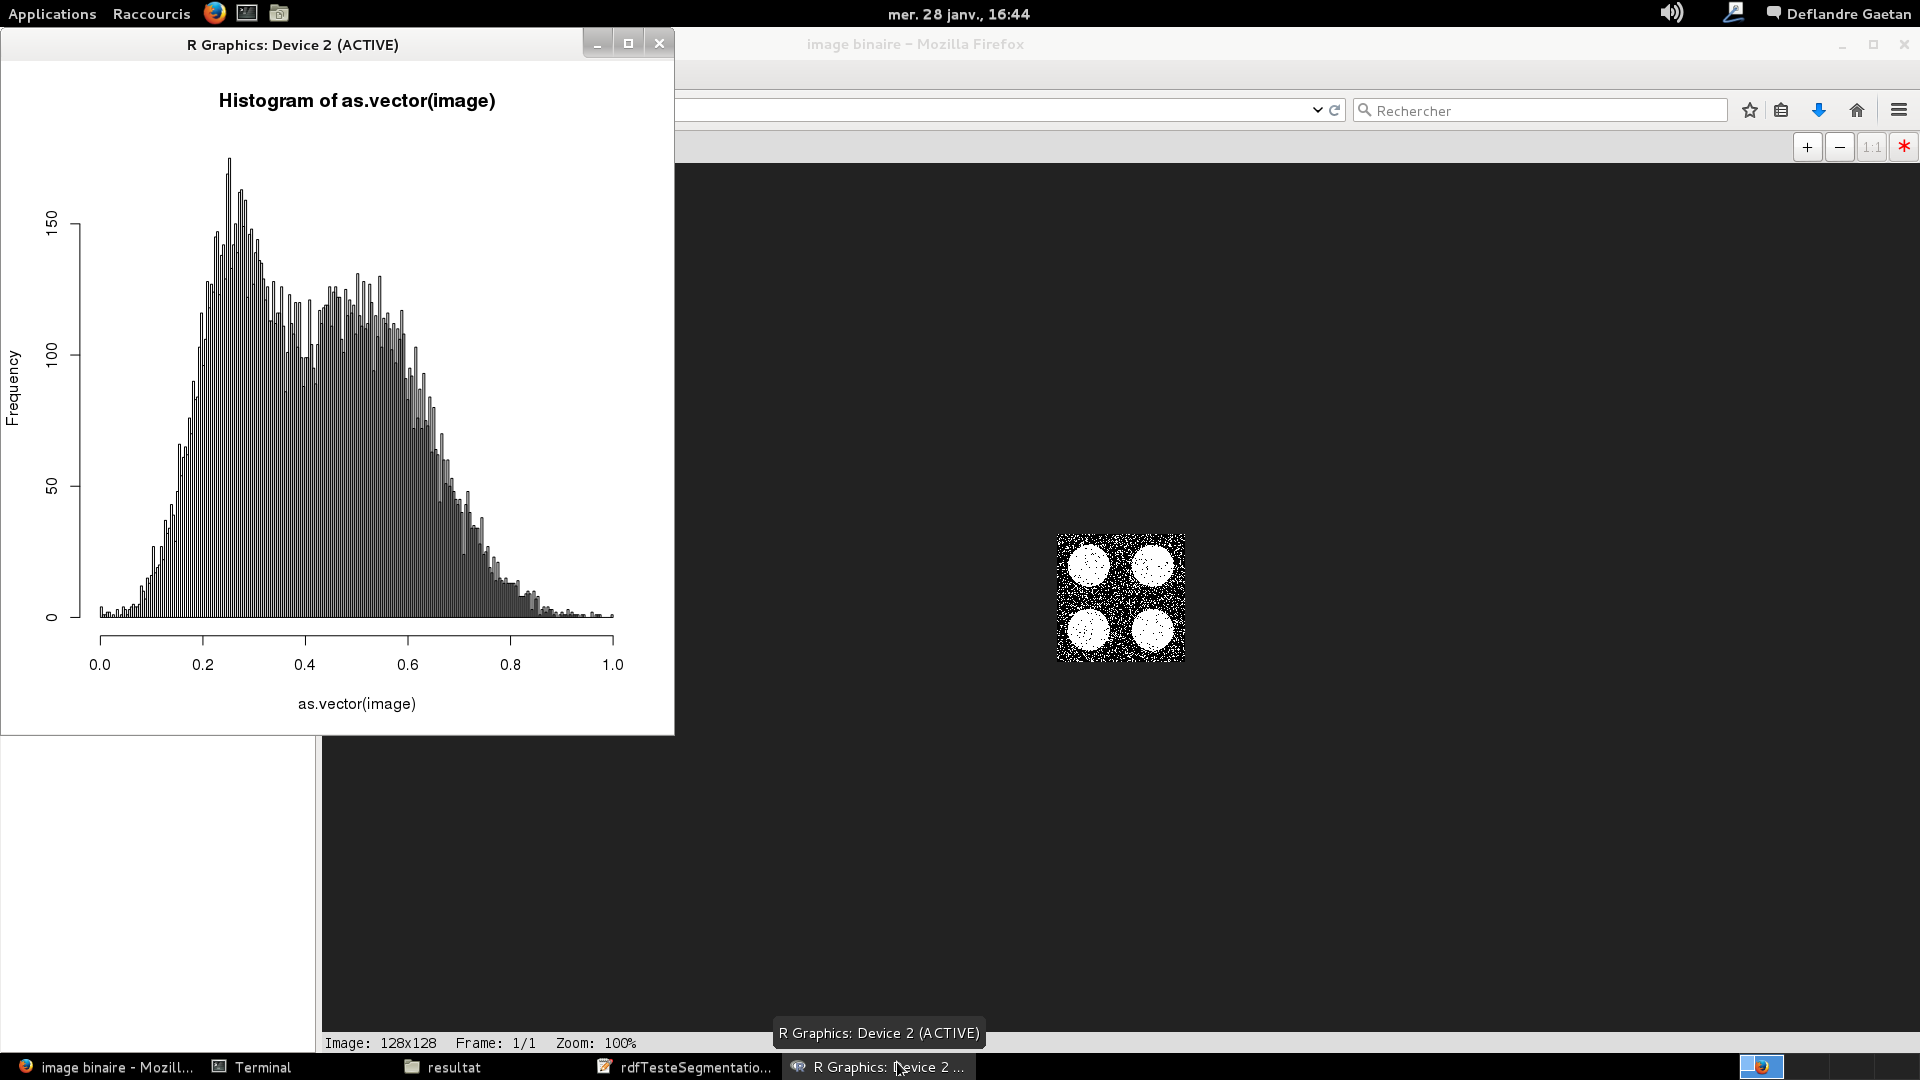 Applications Raccourcis mer. 28 janv., 16:44 Deflandre Gaetan
R Graphics: Device 2 (ACTIVE)
image binaire - Mozilla Firefox
Rechercher
+ − 1:1 *
Histogram of as.vector(image)
Frequency
150
100
50
0
0.0 0.2 0.4 0.6 0.8 1.0
as.vector(image)
R Graphics: Device 2 (ACTIVE)
Image: 128x128 Frame: 1/1 Zoom: 100%
image binaire - Mozill... Terminal resultat rdfTesteSegmentatio... R Graphics: Device 2 ...